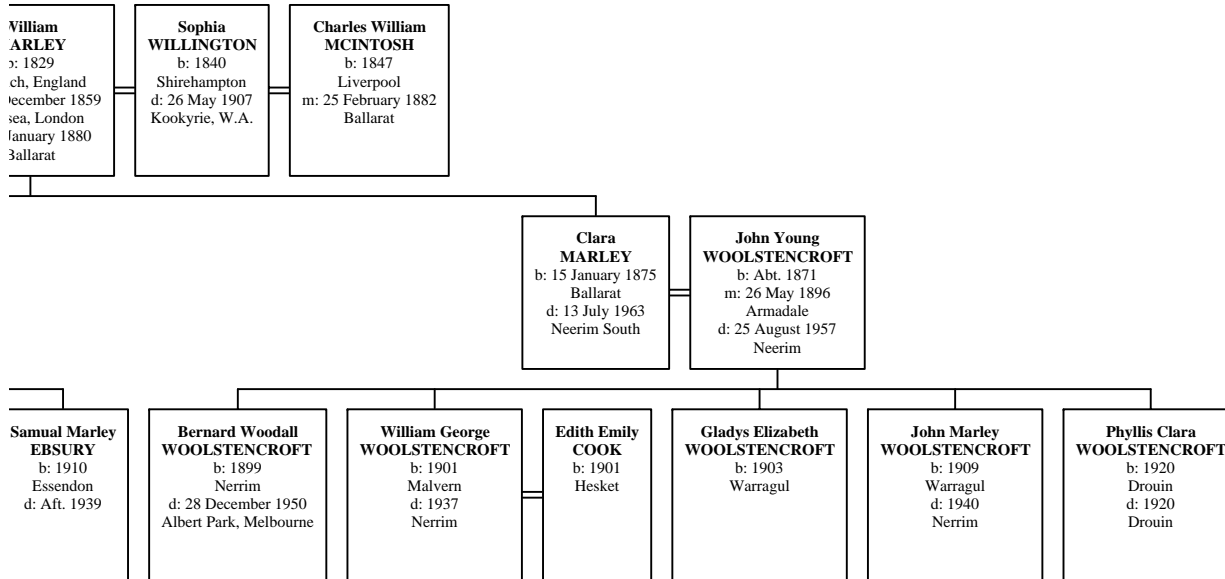 William
MARLEY
b: 1829
ch, England
December 1859
sea, London
January 1880
Ballarat
Sophia
WILLINGTON
b: 1840
Shirehampton
d: 26 May 1907
Kookyrie, W.A.
Charles William
MCINTOSH
b: 1847
Liverpool
m: 25 February 1882
Ballarat
Clara
MARLEY
b: 15 January 1875
Ballarat
d: 13 July 1963
Neerim South
John Young
WOOLSTENCROFT
b: Abt. 1871
m: 26 May 1896
Armadale
d: 25 August 1957
Neerim
Samual Marley
EBSURY
b: 1910
Essendon
d: Aft. 1939
Bernard Woodall
WOOLSTENCROFT
b: 1899
Nerrim
d: 28 December 1950
Albert Park, Melbourne
William George
WOOLSTENCROFT
b: 1901
Malvern
d: 1937
Nerrim
Edith Emily
COOK
b: 1901
Hesket
Gladys Elizabeth
WOOLSTENCROFT
b: 1903
Warragul
John Marley
WOOLSTENCROFT
b: 1909
Warragul
d: 1940
Nerrim
Phyllis Clara
WOOLSTENCROFT
b: 1920
Drouin
d: 1920
Drouin